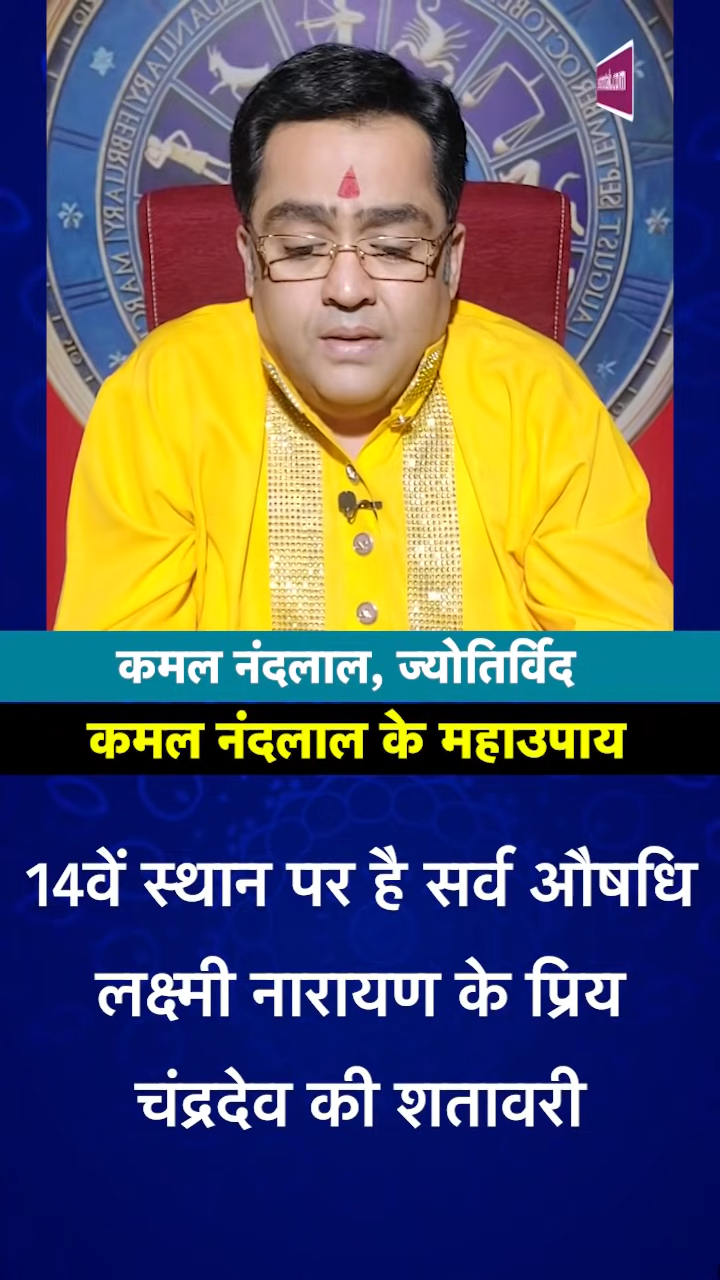 कमल नंदलाल, ज्योतिर्विद
कमल नंदलाल के महाउपाय
14वें स्थान पर है सर्व औषधि
लक्ष्मी नारायण के प्रिय
चंद्रदेव की शतावरी